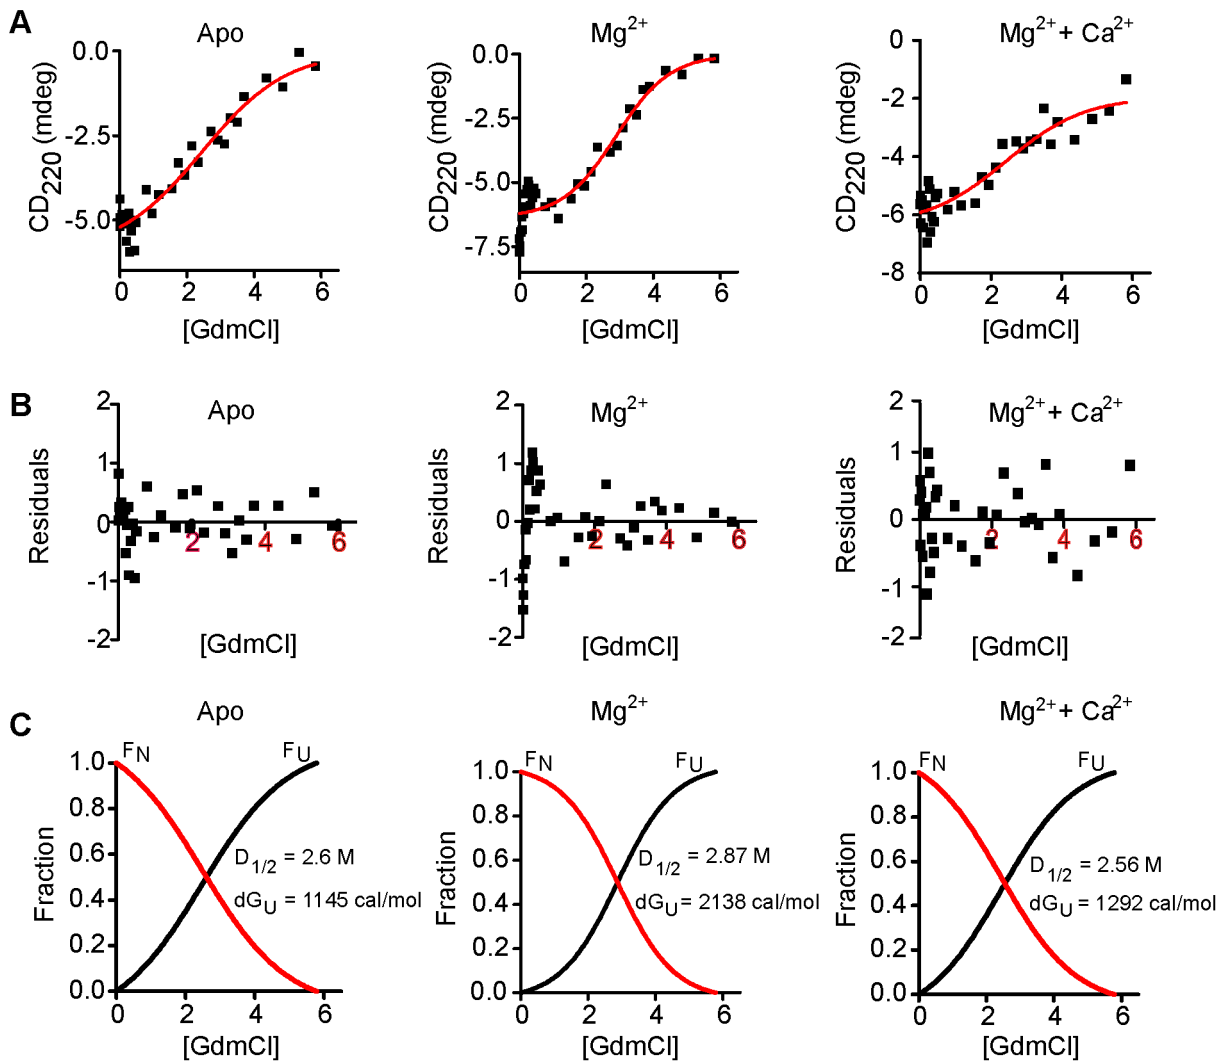 A
Apo
Mg2+
Mg2+ + Ca2+
CD220 (mdeg)
0.0
-2.5
-5.0
0 2 4 6
[GdmCl]
CD220 (mdeg)
0.0
-2.5
-5.0
-7.5
0 2 4 6
[GdmCl]
CD220 (mdeg)
0
-2
-4
-6
-8
0 2 4 6
[GdmCl]
B
Apo
Mg2+
Mg2+ + Ca2+
Residuals
2
1
0
-1
-2
2 4 6
[GdmCl]
Residuals
2
1
0
-1
-2
2 4 6
[GdmCl]
Residuals
2
1
0
-1
-2
2 4 6
[GdmCl]
C
Apo
Mg2+
Mg2+ + Ca2+
Fraction
1.0
0.8
0.6
0.4
0.2
0.0
FN
FU
D1/2 = 2.6 M
dGU = 1145 cal/mol
0 2 4 6
[GdmCl]
Fraction
1.0
0.8
0.6
0.4
0.2
0.0
FN
FU
D1/2 = 2.87 M
dGU = 2138 cal/mol
0 2 4 6
[GdmCl]
Fraction
1.0
0.8
0.6
0.4
0.2
0.0
FN
FU
D1/2 = 2.56 M
dGU = 1292 cal/mol
0 2 4 6
[GdmCl]